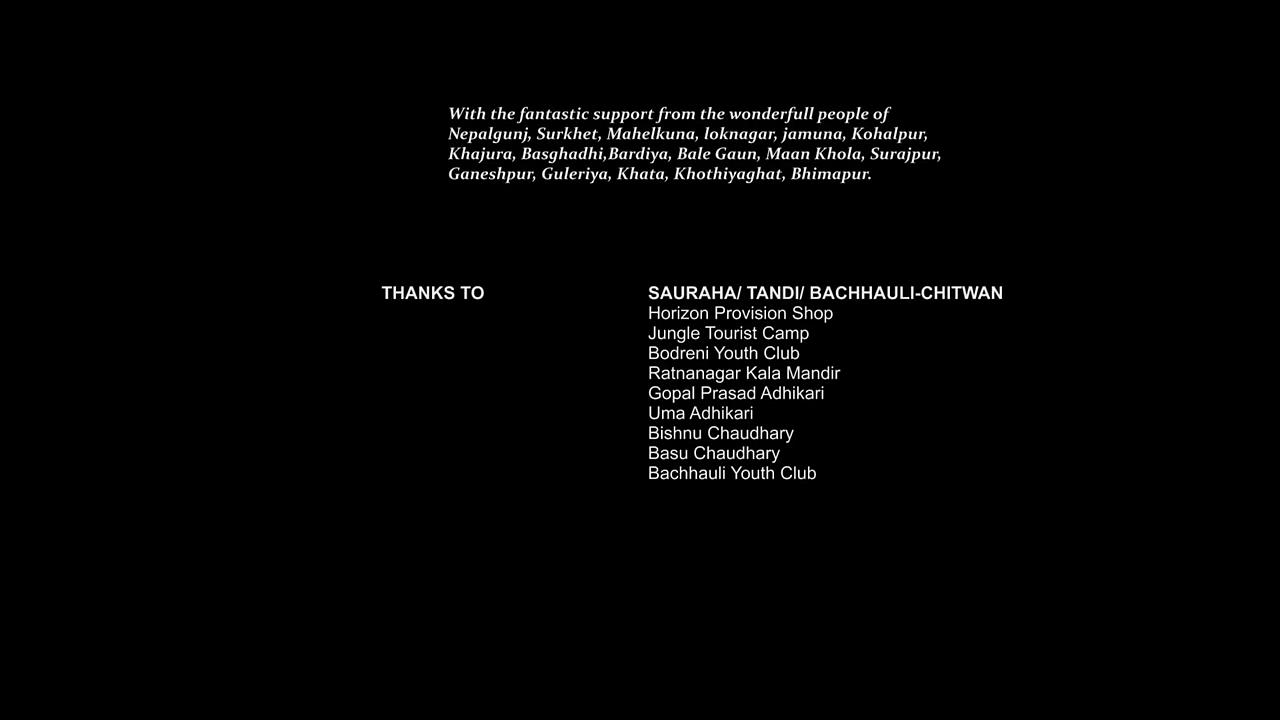 With the fantastic support from the wonderfull people of
Nepalgunj, Surkhet, Mahelkuna, loknagar, jamuna, Kohalpur,
Khajura, Basghadhi,Bardiya, Bale Gaun, Maan Khola, Surajpur,
Ganeshpur, Guleriya, Khata, Khothiyaghat, Bhimapur.
THANKS TO SAURAHA/ TANDI/ BACHHAULI-CHITWAN
Horizon Provision Shop
Jungle Tourist Camp
Bodreni Youth Club
Ratnanagar Kala Mandir
Gopal Prasad Adhikari
Uma Adhikari
Bishnu Chaudhary
Basu Chaudhary
Bachhauli Youth Club